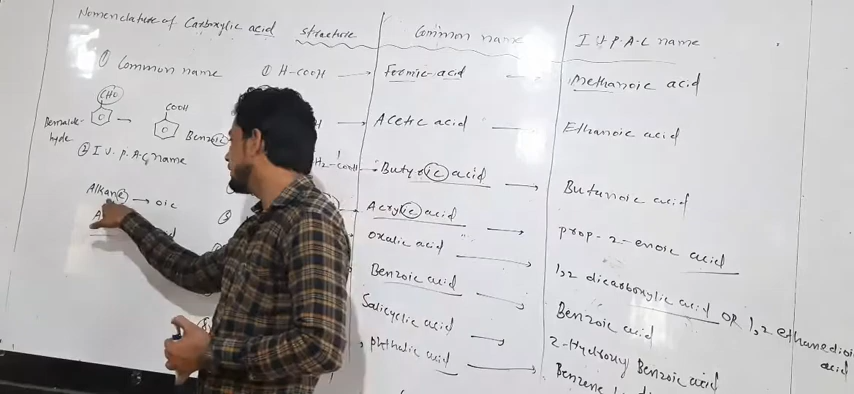 Nomenclature of Carboxylic acid
structure
Common name
I U P A C name
① Common name
① H-COOH → Formic acid → Methanoic acid
CHO
COOH
Benzalde-
hyde
→
Benzoic
Acetic acid → Ethanoic acid
② I.U.P.A.C name
H2-COOH → Butyric acid → Butanoic acid
Alkane → oic
Acrylic acid → prop-2-enoic acid
Oxalic acid → 1,2 dicarboxylic acid OR 1,2 ethanedioi
acid
Benzoic acid → Benzoic acid
Salicyclic acid → 2-Hydroxy Benzoic acid
phthalic acid → Benzene